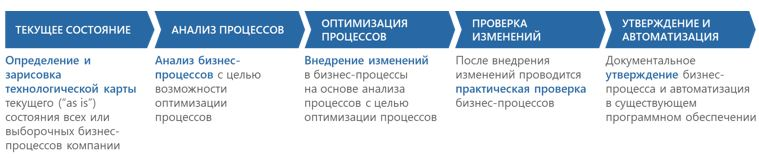 ТЕКУЩЕЕ СОСТОЯНИЕ
Определение и
зарисовка
технологической карты
текущего ("as is")
состояния всех или
выборочных бизнес-
процессов компании
АНАЛИЗ ПРОЦЕССОВ
Анализ бизнес-
процессов с целью
возможности
оптимизации
процессов
ОПТИМИЗАЦИЯ
ПРОЦЕССОВ
Внедрение изменений
в бизнес-процессы
на основе анализа
процессов с целью
оптимизации процессов
ПРОВЕРКА
ИЗМЕНЕНИЙ
После внедрения
изменений проводится
практическая проверка
бизнес-процессов
УТВЕРЖДЕНИЕ И
АВТОМАТИЗАЦИЯ
Документальное
утверждение бизнес-
процесса и автоматизация
в существующем
программном обеспечении